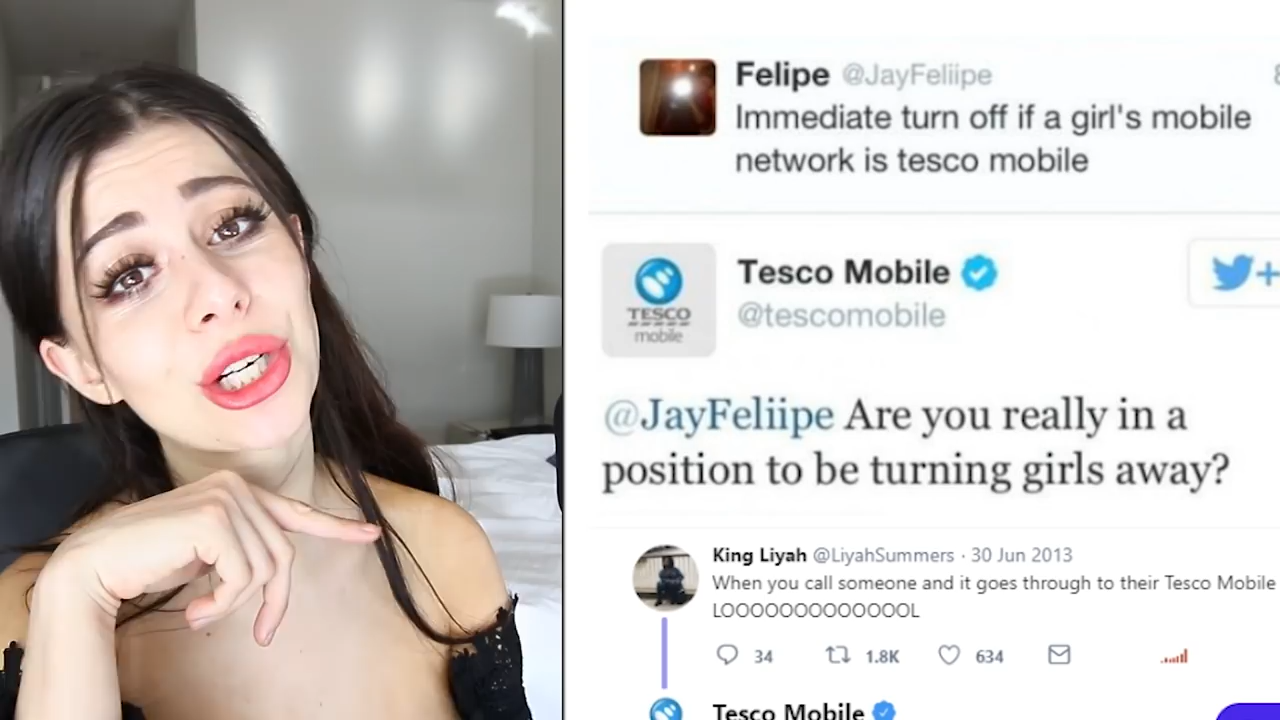 Felipe @JayFeliipe
Immediate turn off if a girl's mobile
network is tesco mobile
Tesco Mobile
@tescomobile
TESCO
mobile
@JayFeliipe Are you really in a
position to be turning girls away?
King Liyah @LiyahSummers · 30 Jun 2013
When you call someone and it goes through to their Tesco Mobile
LOOOOOOOOOOOOOOL
34 1.8K 634
Tesco Mobile